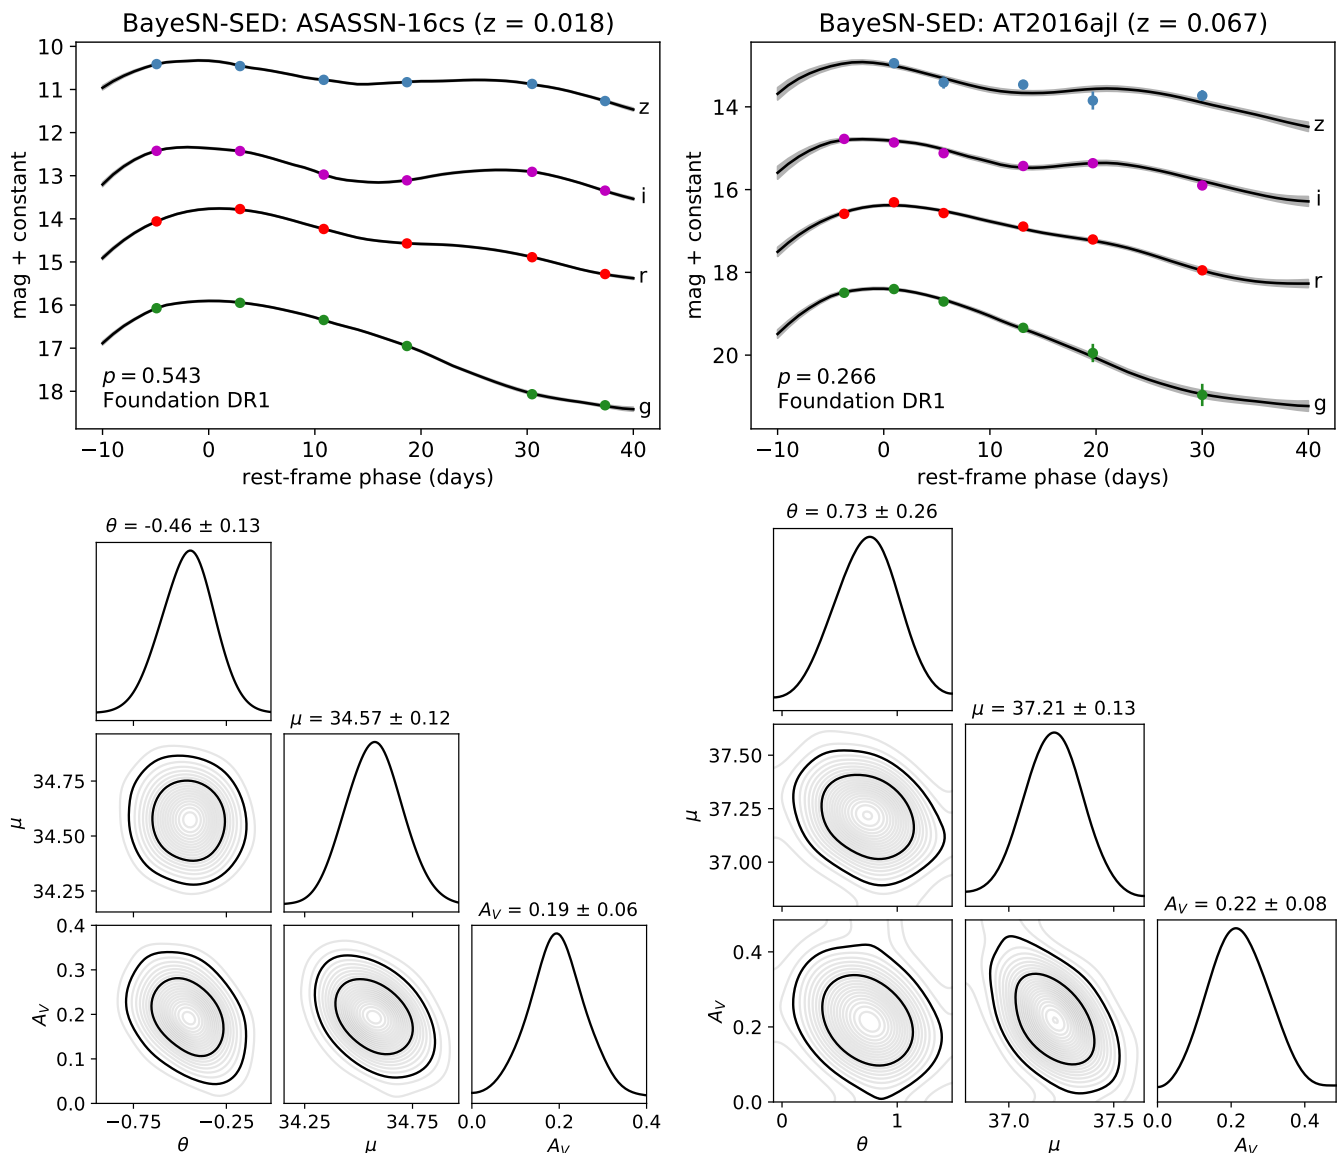 BayeSN-SED: ASASSN-16cs (z = 0.018)
10
11
12
13
14
15
16
17
18
mag + constant
z
i
r
g
p = 0.543
Foundation DR1
−10 0 10 20 30 40
rest-frame phase (days)
BayeSN-SED: AT2016ajl (z = 0.067)
14
16
18
20
mag + constant
z
i
r
g
p = 0.266
Foundation DR1
−10 0 10 20 30 40
rest-frame phase (days)
θ = -0.46 ± 0.13
μ = 34.57 ± 0.12
34.75
34.50
34.25
μ
A_V = 0.19 ± 0.06
0.4
0.3
0.2
0.1
0.0
A_V
−0.75 −0.25
θ
34.25 34.75
μ
0.0 0.2 0.4
A_V
θ = 0.73 ± 0.26
μ = 37.21 ± 0.13
37.50
37.25
37.00
μ
A_V = 0.22 ± 0.08
0.4
0.2
0.0
A_V
0 1
θ
37.0 37.5
μ
0.0 0.2 0.4
A_V